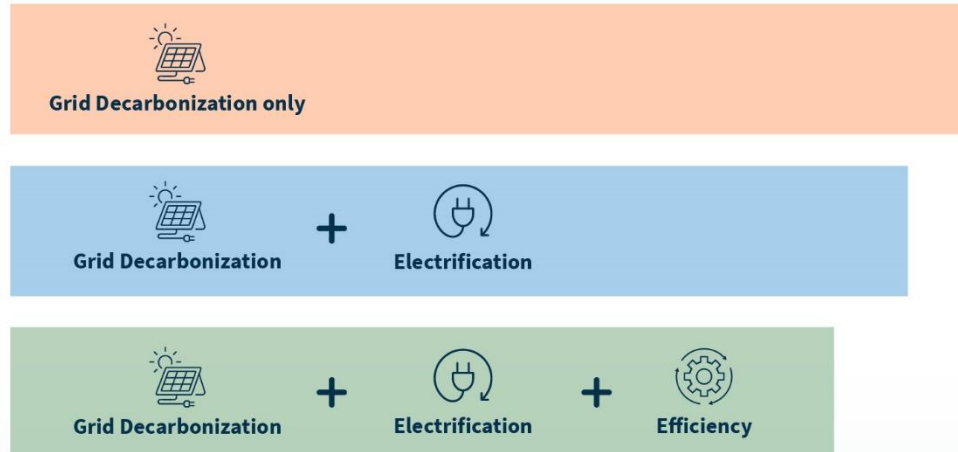 Grid Decarbonization only
Grid Decarbonization + Electrification
Grid Decarbonization + Electrification + Efficiency